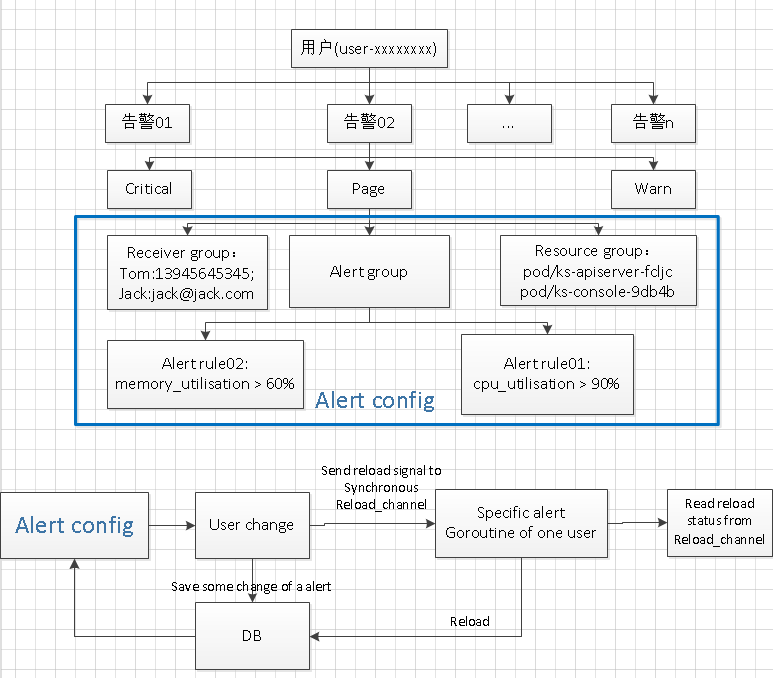 用户(user-xxxxxxxx)
告警01
告警02
...
告警n
Critical
Page
Warn
Receiver group：
Tom:13945645345;
Jack:jack@jack.com
Alert group
Resource group：
pod/ks-apiserver-fcljc
pod/ks-console-9db4b
Alert rule02:
memory_utilisation > 60%
Alert rule01:
cpu_utilisation > 90%
Alert config
Send reload signal to
Synchronous
Reload_channel
Alert config
User change
Specific alert
Goroutine of one user
Read reload
status from
Reload_channel
Save some change of a alert
DB
Reload